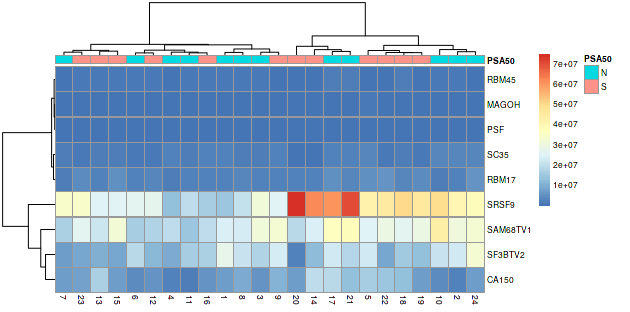 PSA50
RBM45
MAGOH
PSF
SC35
RBM17
SRSF9
SAM68TV1
SF3BTV2
CA150
7 23 13 15 6 12 4 11 16 1 8 3 9 20 14 17 21 5 22 18 19 10 2 24
7e+07
6e+07
5e+07
4e+07
3e+07
2e+07
1e+07
PSA50
N
S